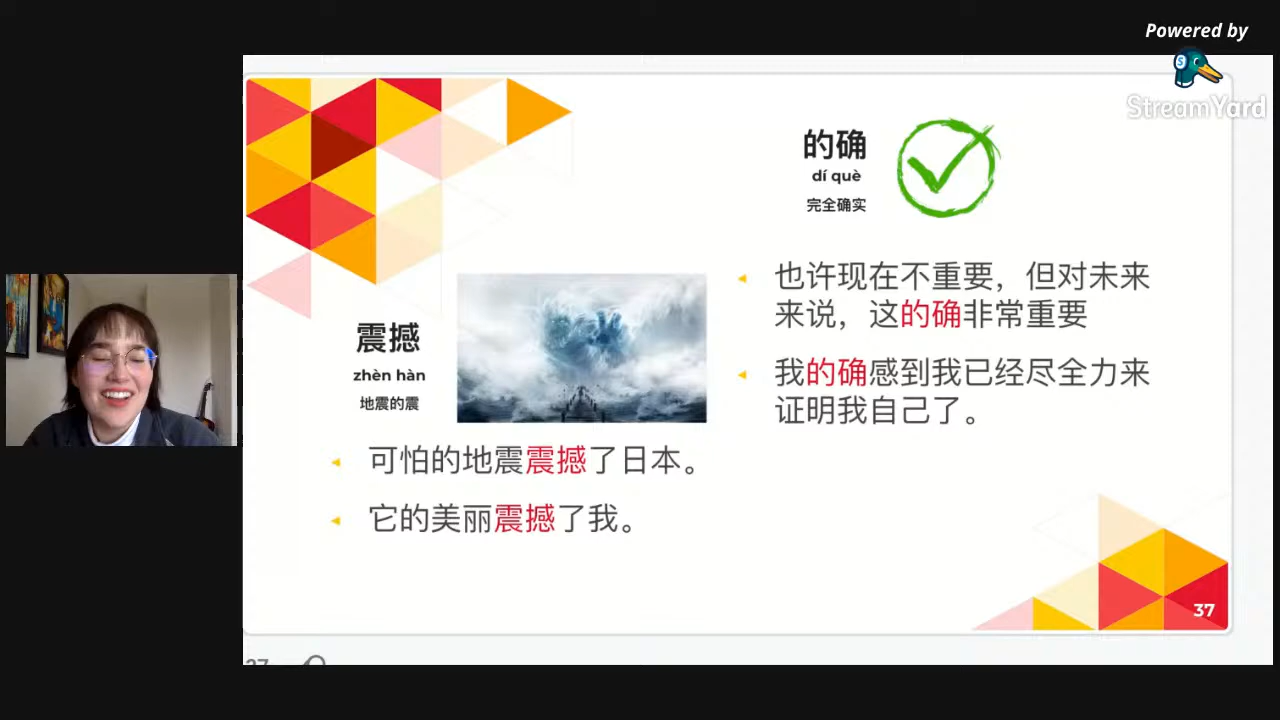 Powered by
StreamYard
的确
dí què
完全确实
也许现在不重要，但对未来
来说，这的确非常重要
我的确感到我已经尽全力来
证明我自己了。
震撼
zhèn hàn
地震的震
可怕的地震震撼了日本。
它的美丽震撼了我。
37